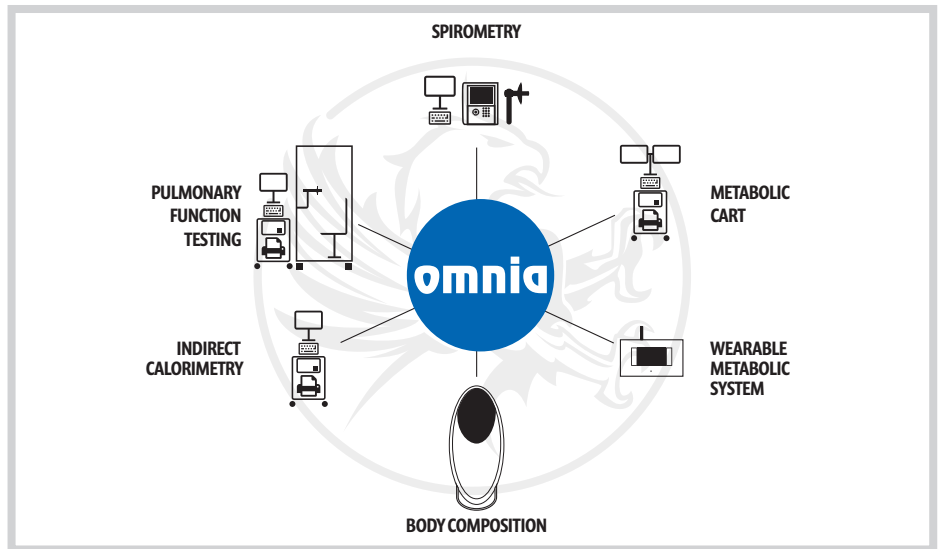 SPIROMETRY
PULMONARY
FUNCTION
TESTING
METABOLIC
CART
omnia
INDIRECT
CALORIMETRY
WEARABLE
METABOLIC
SYSTEM
BODY COMPOSITION